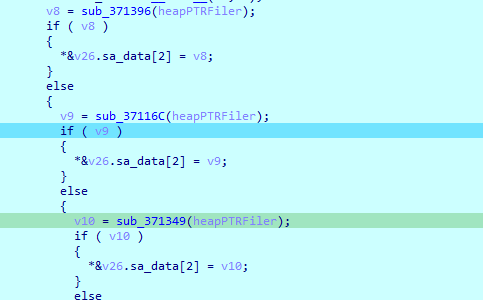 v8 = sub_371396(heapPTRFiler);
if ( v8 )
{
*&v26.sa_data[2] = v8;
}
else
{
v9 = sub_37116C(heapPTRFiler);
if ( v9 )
{
*&v26.sa_data[2] = v9;
}
else
{
v10 = sub_371349(heapPTRFiler);
if ( v10 )
{
*&v26.sa_data[2] = v10;
}
else